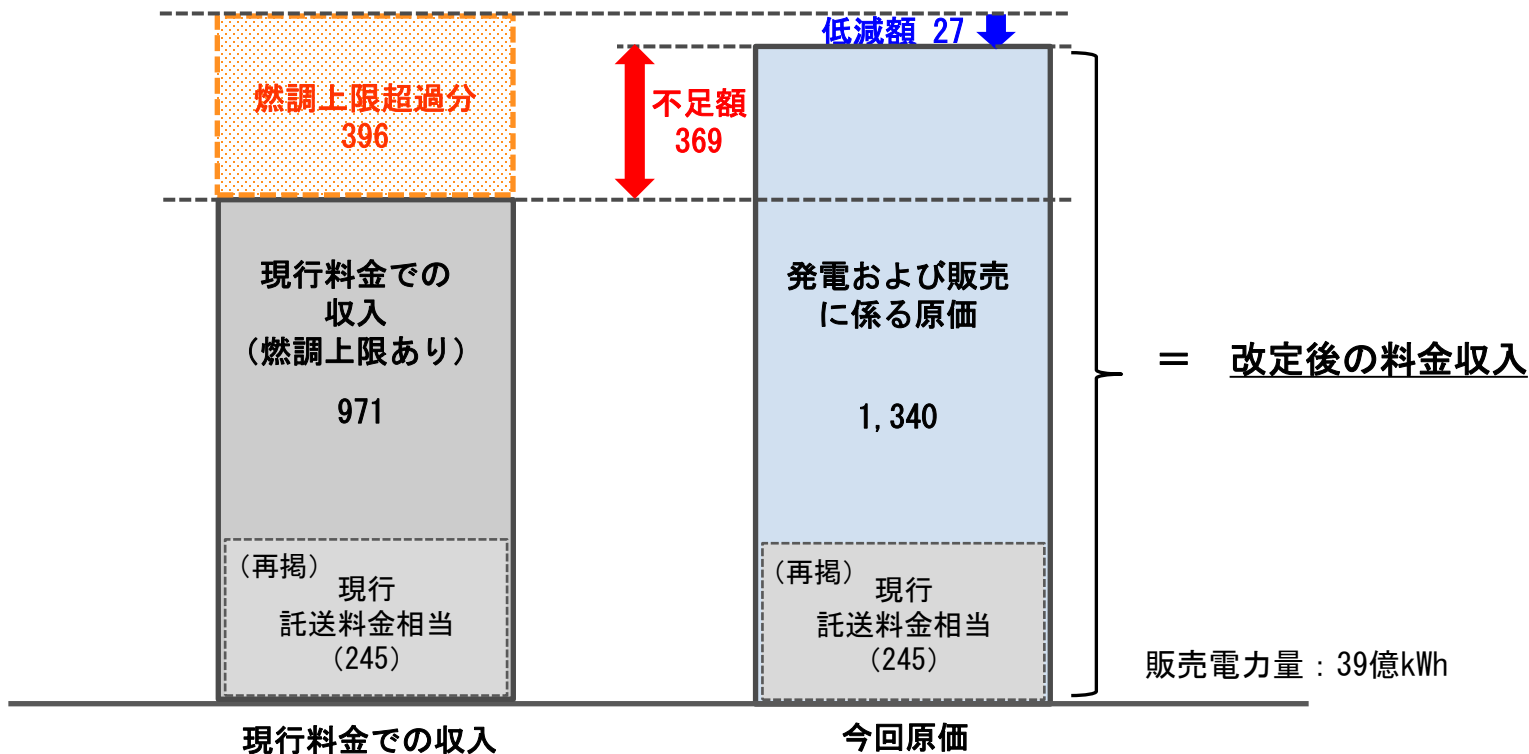 低減額 27
燃調上限超過分
396
不足額
369
現行料金での
収入
(燃調上限あり)
971
発電および販売
に係る原価
1,340
＝ 改定後の料金収入
(再掲)
現行
託送料金相当
(245)
(再掲)
現行
託送料金相当
(245)
販売電力量：39億kWh
現行料金での収入
今回原価